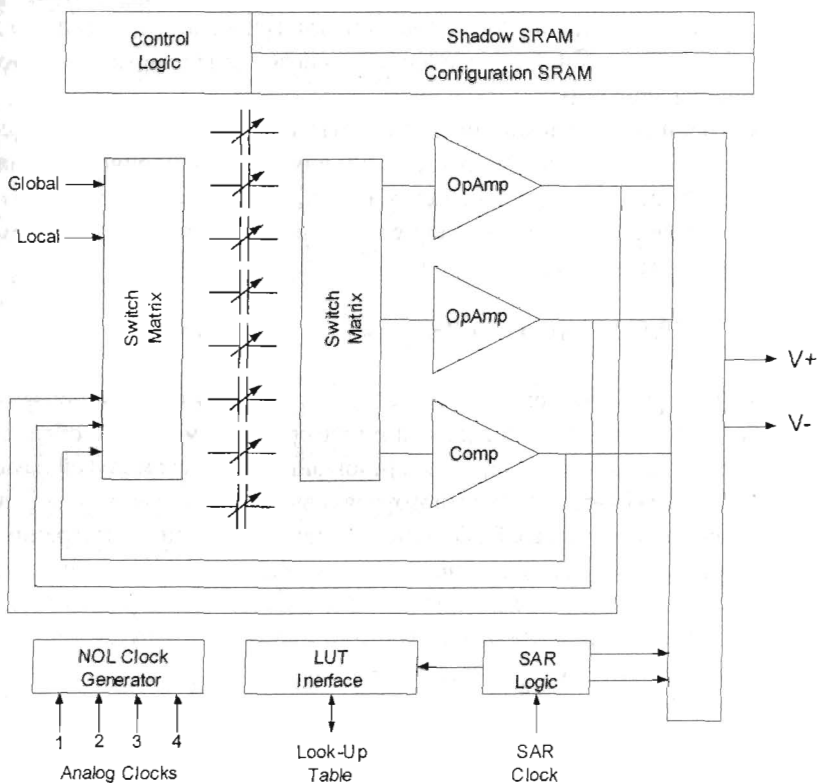 Control
Logic
Shadow SRAM
Configuration SRAM
Global
Local
Switch
Matrix
Switch
Matrix
OpAmp
OpAmp
Comp
V+
V-
NOL Clock
Generator
LUT
Inerface
SAR
Logic
1 2 3 4
Analog Clocks
Look-Up
Table
SAR
Clock